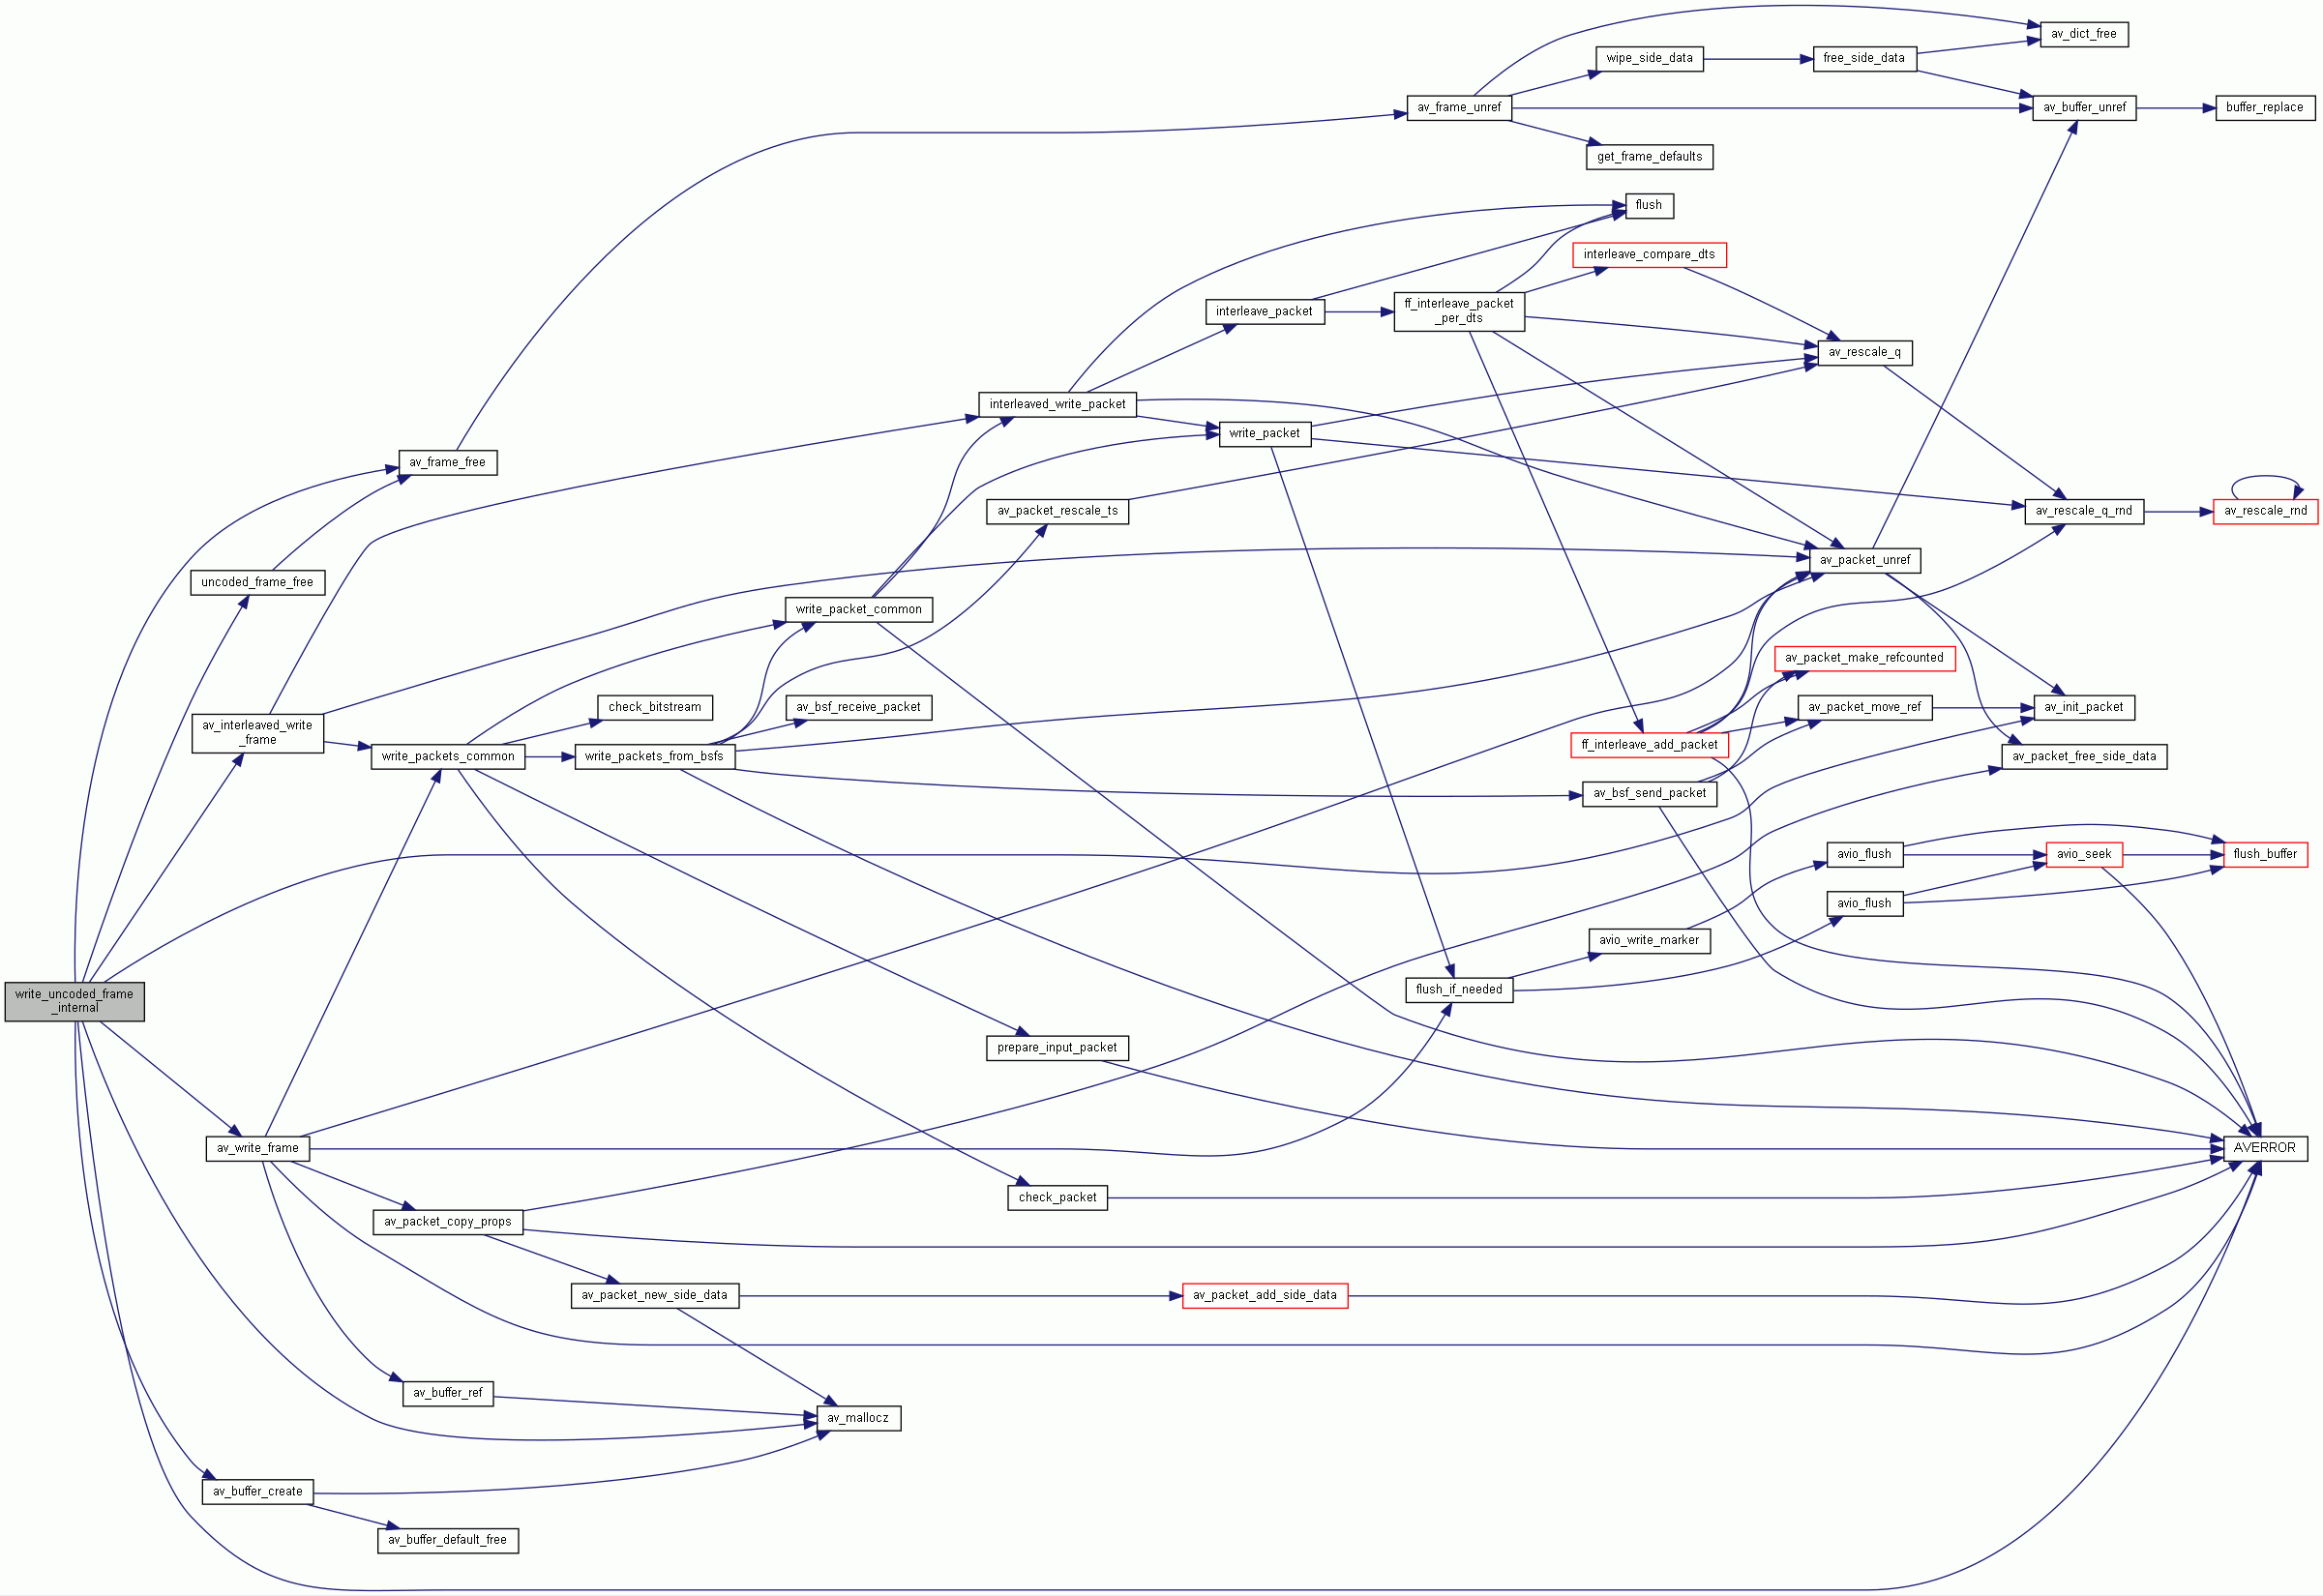 av_dict_free
wipe_side_data
free_side_data
av_frame_unref
av_buffer_unref
buffer_replace
get_frame_defaults
flush
interleave_compare_dts
interleave_packet
ff_interleave_packet
_per_dts
av_rescale_q
interleaved_write_packet
write_packet
av_frame_free
av_packet_rescale_ts
av_rescale_q_rnd
av_rescale_rnd
av_packet_unref
uncoded_frame_free
write_packet_common
av_packet_make_refcounted
check_bitstream
av_bsf_receive_packet
av_packet_move_ref
av_init_packet
av_interleaved_write
_frame
write_packets_common
write_packets_from_bsfs
ff_interleave_add_packet
av_packet_free_side_data
av_bsf_send_packet
avio_flush
avio_seek
flush_buffer
avio_flush
avio_write_marker
write_uncoded_frame
_internal
flush_if_needed
prepare_input_packet
av_write_frame
AVERROR
check_packet
av_packet_copy_props
av_packet_new_side_data
av_packet_add_side_data
av_buffer_ref
av_mallocz
av_buffer_create
av_buffer_default_free